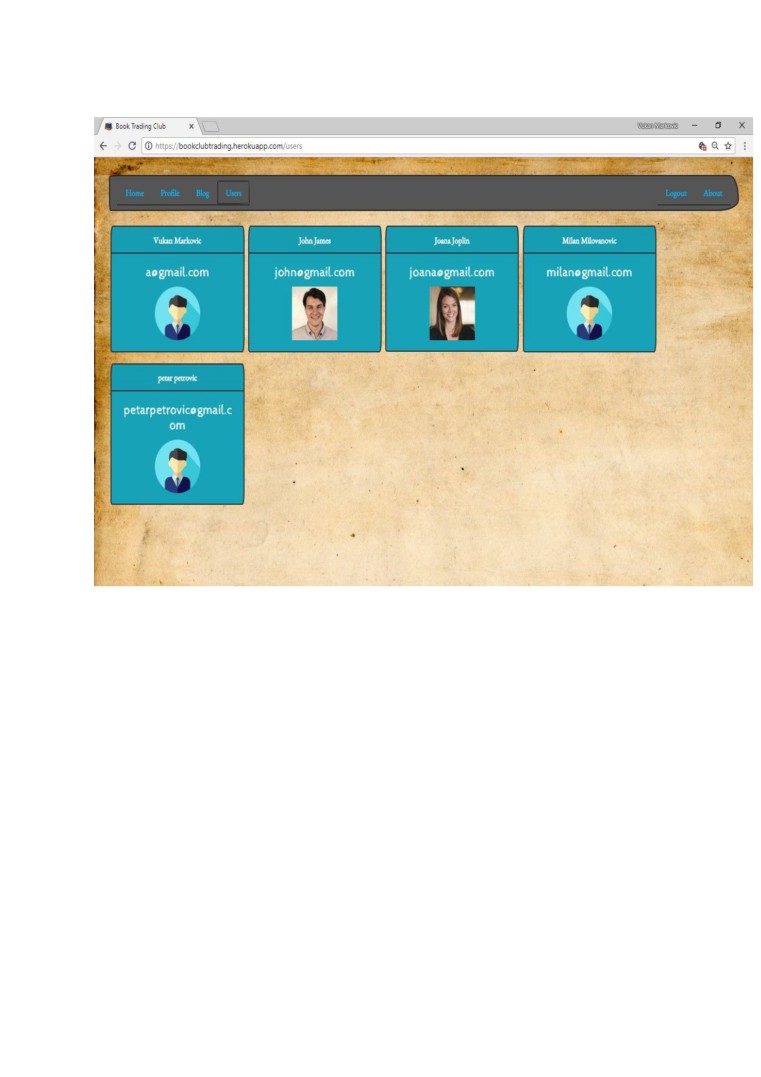 Book Trading Club
Vukan Markovic
https://bookclubtrading.herokuapp.com/users
Home Profile Blog Users Logout About
Vukan Markovic
a@gmail.com
John James
john@gmail.com
Joana Joplin
joana@gmail.com
Milan Milovanovic
milan@gmail.com
petar petrovic
petarpetrovic@gmail.c
om